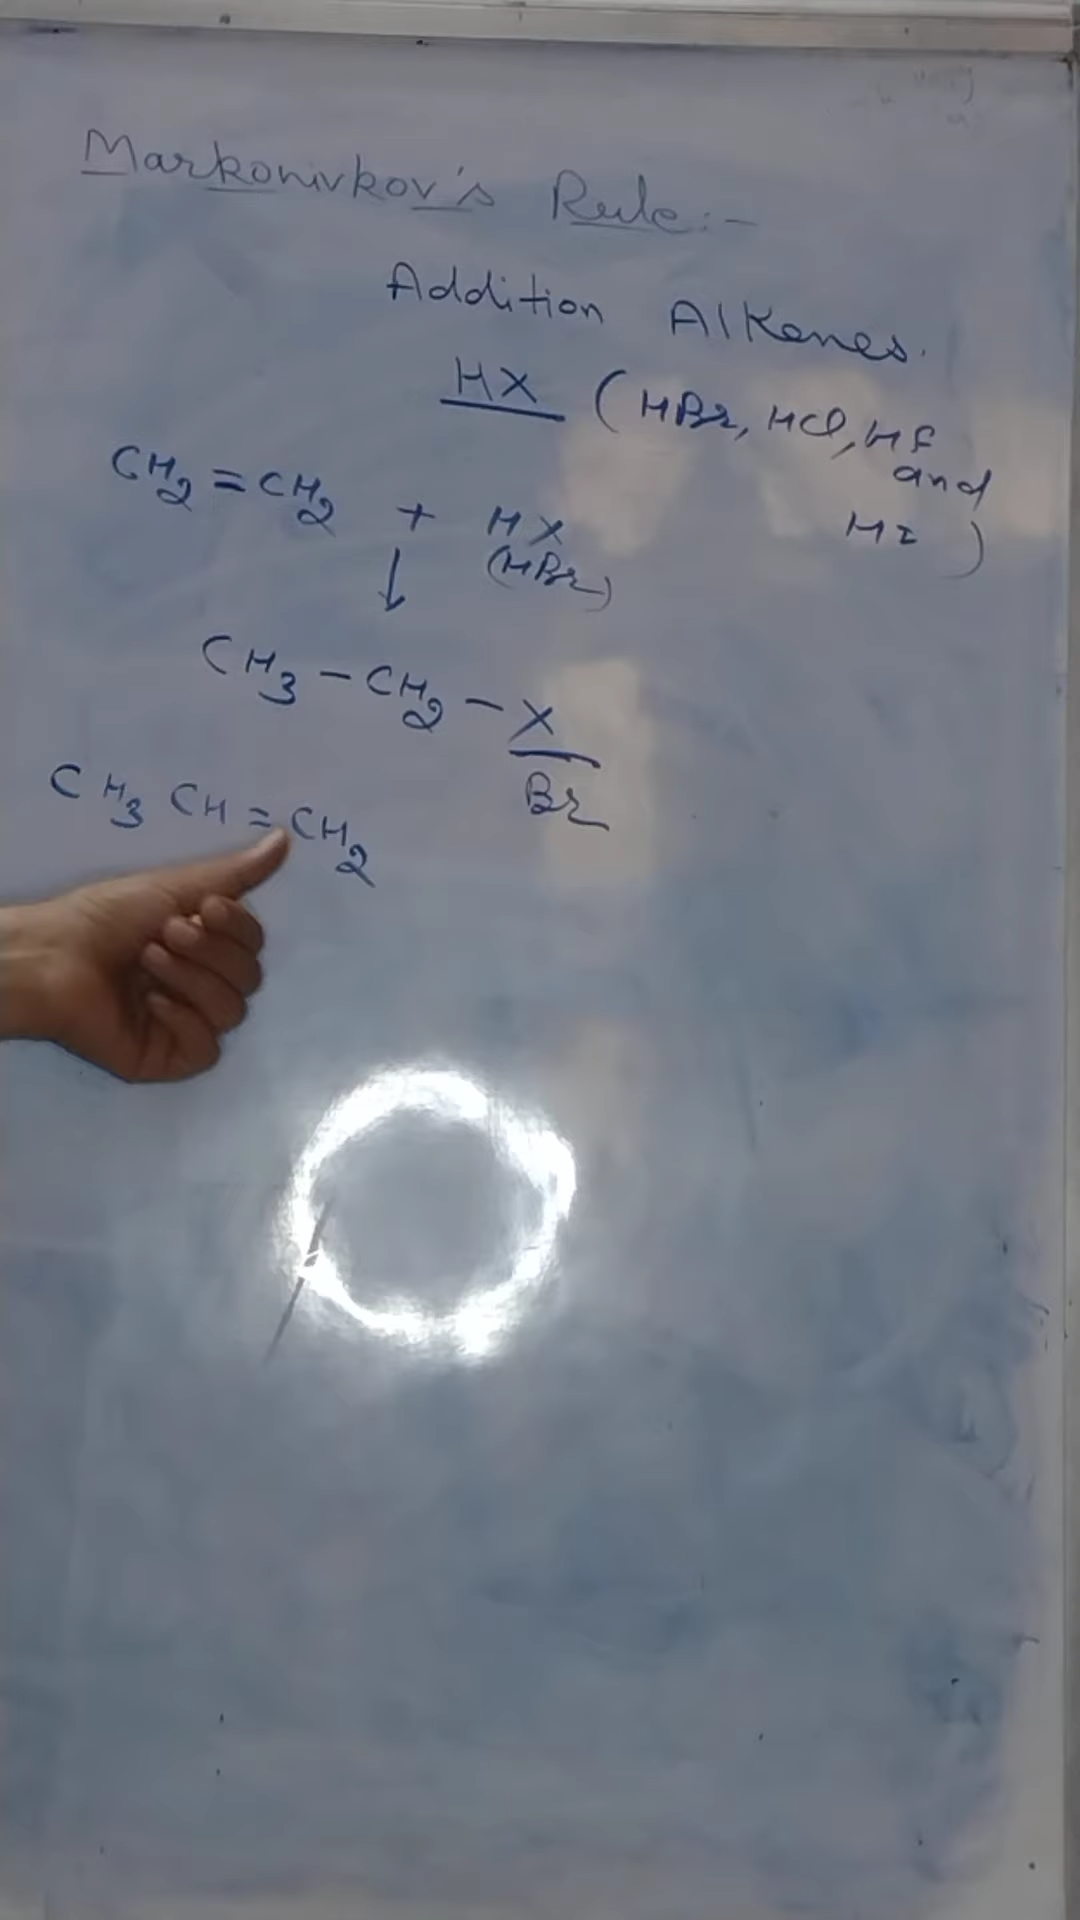 Markonivkov's Rule:-
Addition Alkenes.
HX (HBr, HCl, HF
and
HI)
CH₂=CH₂ + HX
(HBr)
↓
CH₃-CH₂-X
Br
CH₃ CH=CH₂